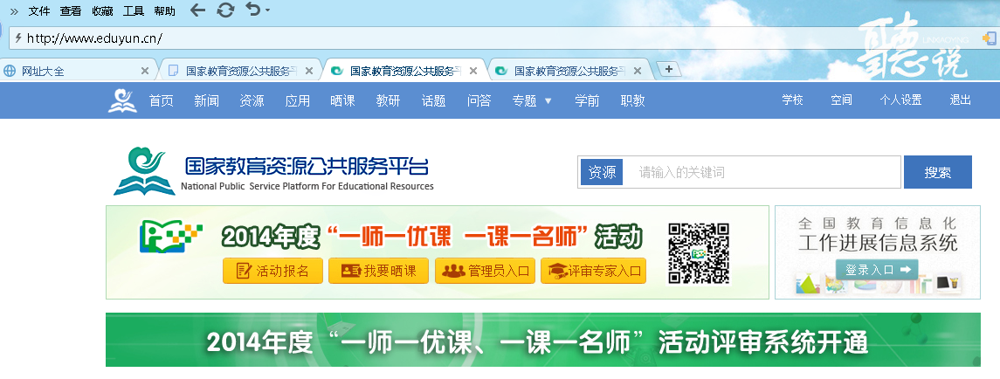 » 文件 查看 收藏 工具 帮助
http://www.eduyun.cn/
聽说
LINXIAOYING
网址大全 国家教育资源公共服务平 国家教育资源公共服务平 国家教育资源公共服务平
首页 新闻 资源 应用 晒课 教研 话题 问答 专题 学前 职教 学校 空间 个人设置 退出
国家教育资源公共服务平台
National Public Service Platform For Educational Resources
资源 请输入的关键词 搜索
2014年度“一师一优课 一课一名师”活动
活动报名 我要晒课 管理员入口 评审专家入口
全国教育信息化
工作进展信息系统
登录入口
2014年度“一师一优课、一课一名师”活动评审系统开通